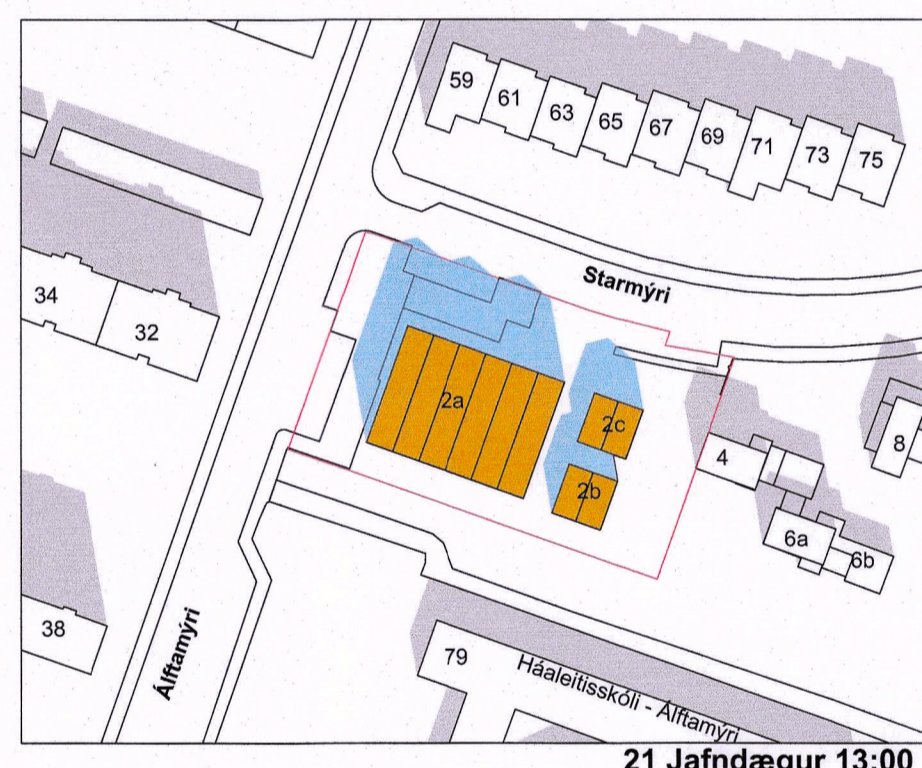 59
61
63
65
67
69
71
73
75
Starmýri
34
32
2a
2c
2b
4
8
6a
6b
38
Álftamýri
79
Háaleitisskóli - Álftamýri
21 Jafndægur 13:00